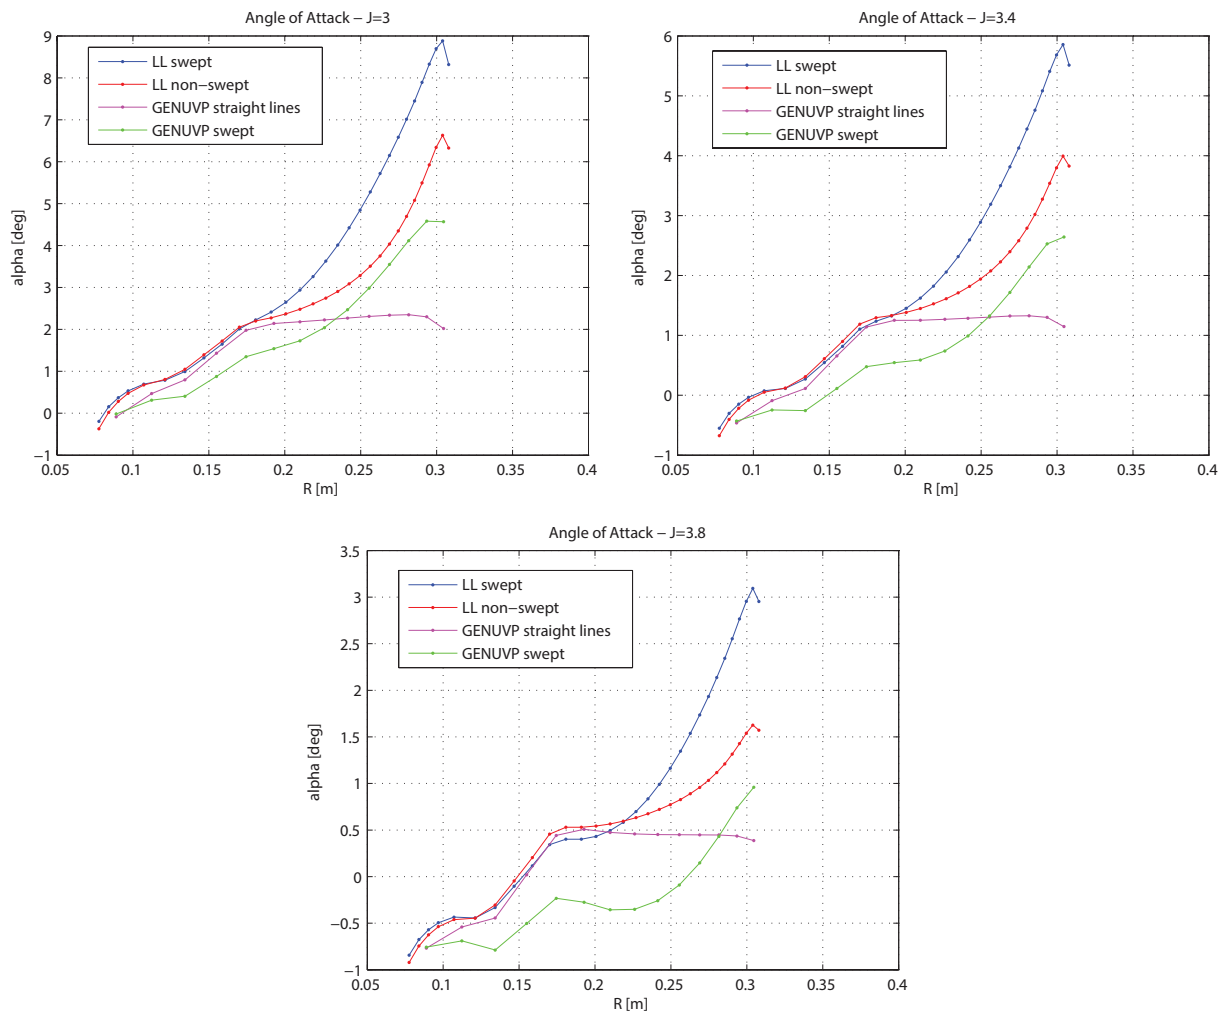 Angle of Attack − J=3
9
8
7
6
5
4
3
2
1
0
−1
alpha [deg]
LL swept
LL non−swept
GENUVP straight lines
GENUVP swept
0.05 0.1 0.15 0.2 0.25 0.3 0.35 0.4
R [m]
Angle of Attack − J=3.4
6
5
4
3
2
1
0
−1
alpha [deg]
LL swept
LL non−swept
GENUVP straight lines
GENUVP swept
0.05 0.1 0.15 0.2 0.25 0.3 0.35 0.4
R [m]
Angle of Attack − J=3.8
3.5
3
2.5
2
1.5
1
0.5
0
−0.5
−1
alpha [deg]
LL swept
LL non−swept
GENUVP straight lines
GENUVP swept
0.05 0.1 0.15 0.2 0.25 0.3 0.35 0.4
R [m]